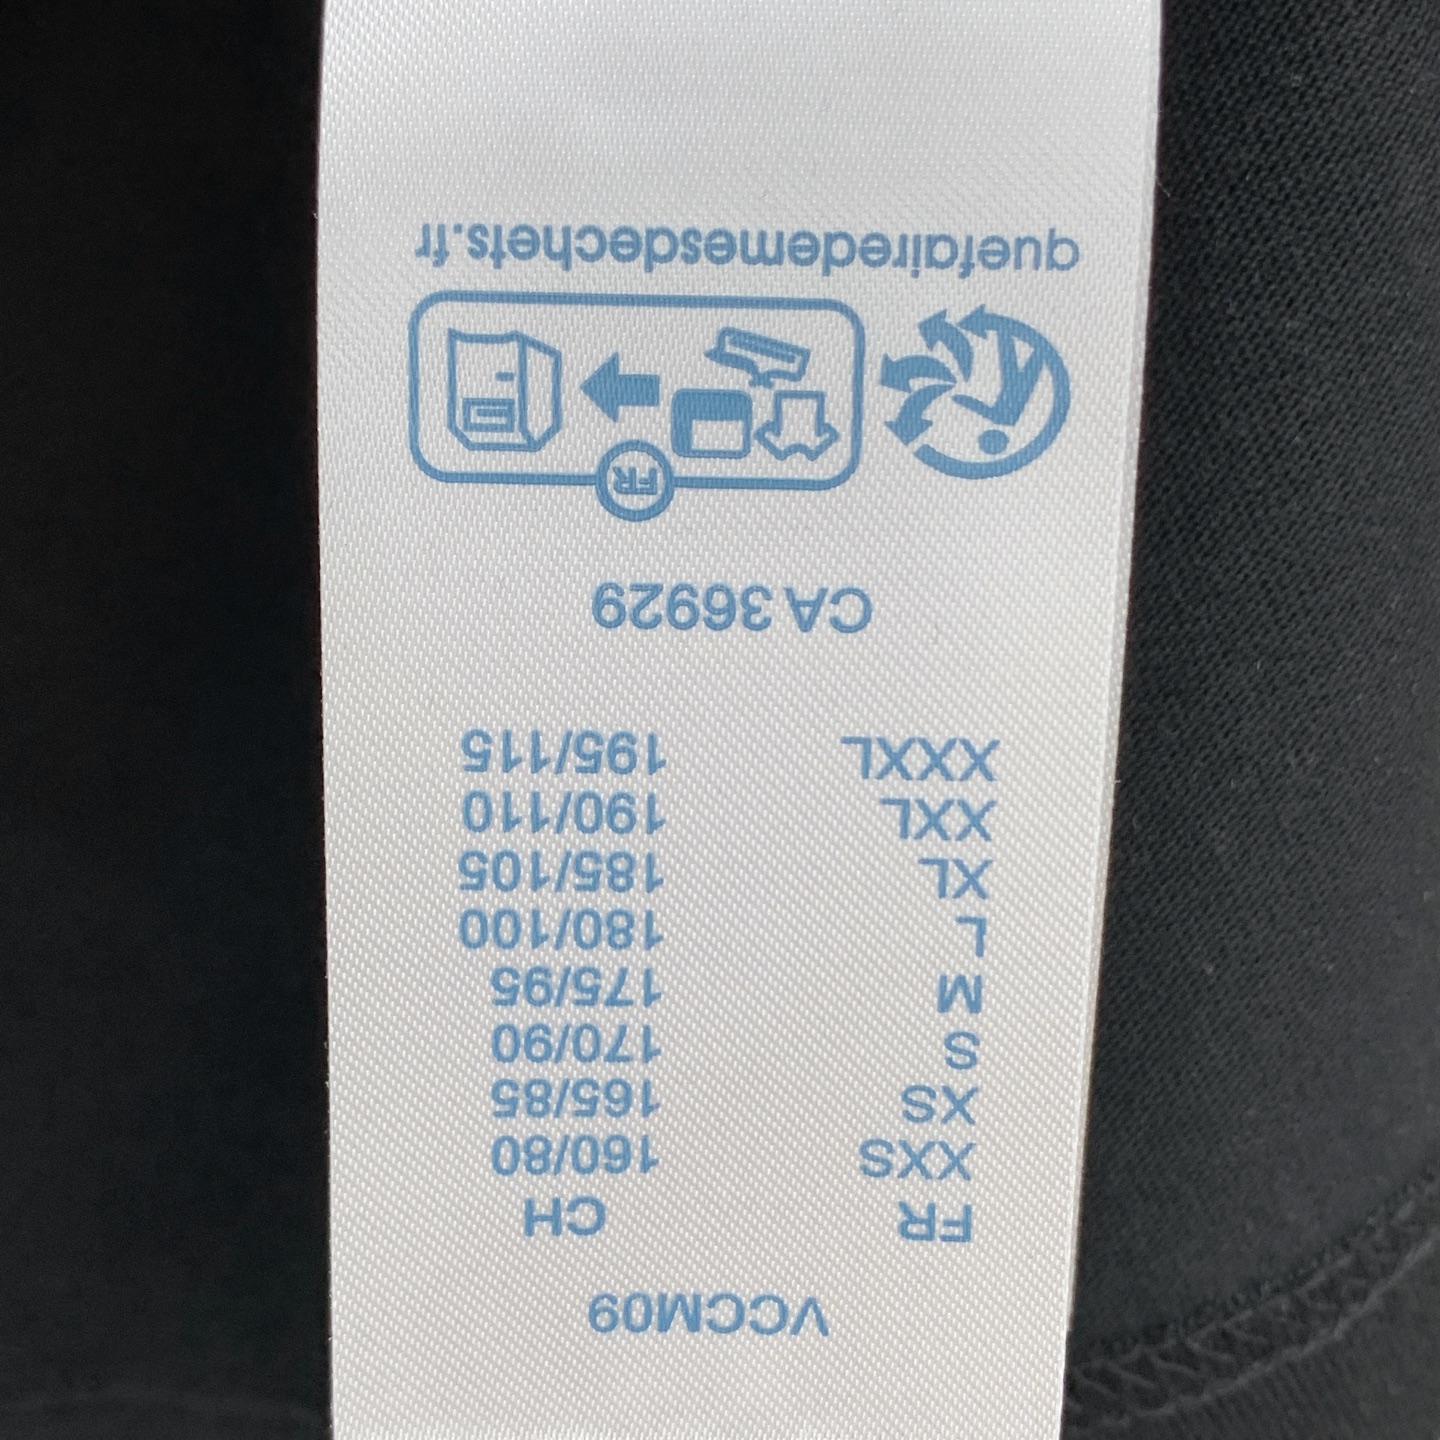 VCCM09
FR CH
XXS 160/80
XS 165/85
S 170/90
M 175/95
L 180/100
XL 185/105
XXL 190/110
XXXL 195/115
CA 36929
FR
quefairedemesdechets.fr